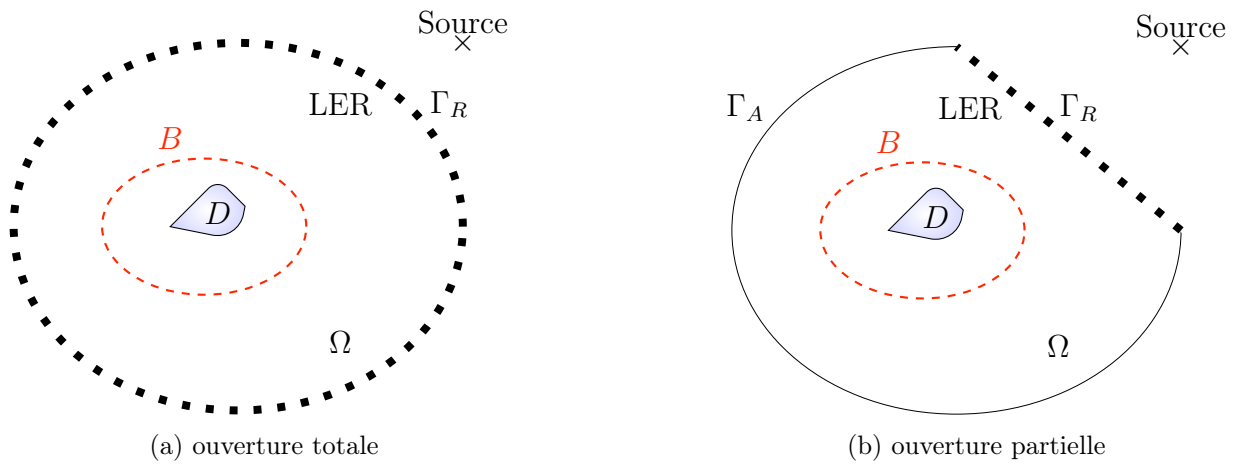 Source
LER
Γ_R
B
D
Ω
(a) ouverture totale
Source
Γ_A
LER
Γ_R
B
D
Ω
(b) ouverture partielle